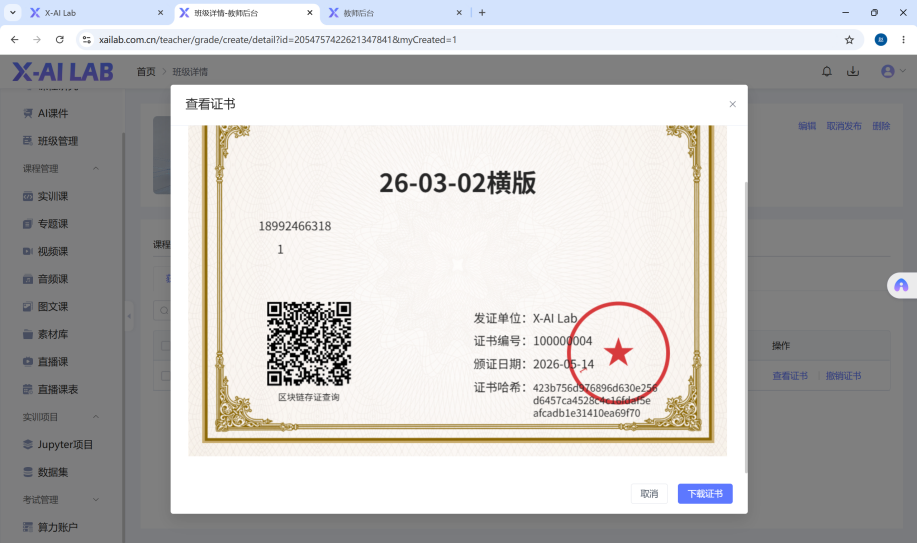 X-AI Lab
班级详情-教师后台
教师后台
xailab.com.cn/teacher/grade/create/detail?id=2054757422621347841&myCreated=1
X-AI LAB
首页
班级详情
AI课件
班级管理
课程管理
实训课
专题课
视频课
音频课
图文课
素材库
直播课
直播课表
实训项目
Jupyter项目
数据集
考试管理
算力账户
编辑
取消发布
删除
操作
查看证书
撤销证书
查看证书
26-03-02横版
18992466318
1
区块链存证查询
发证单位：X-AI Lab
证书编号：100000004
颁证日期：2026-05-14
证书哈希：423b756d976896d630e256
d6457ca4528c4c16fdaf5e
afcadb1e31410ea69f70
取消
下载证书